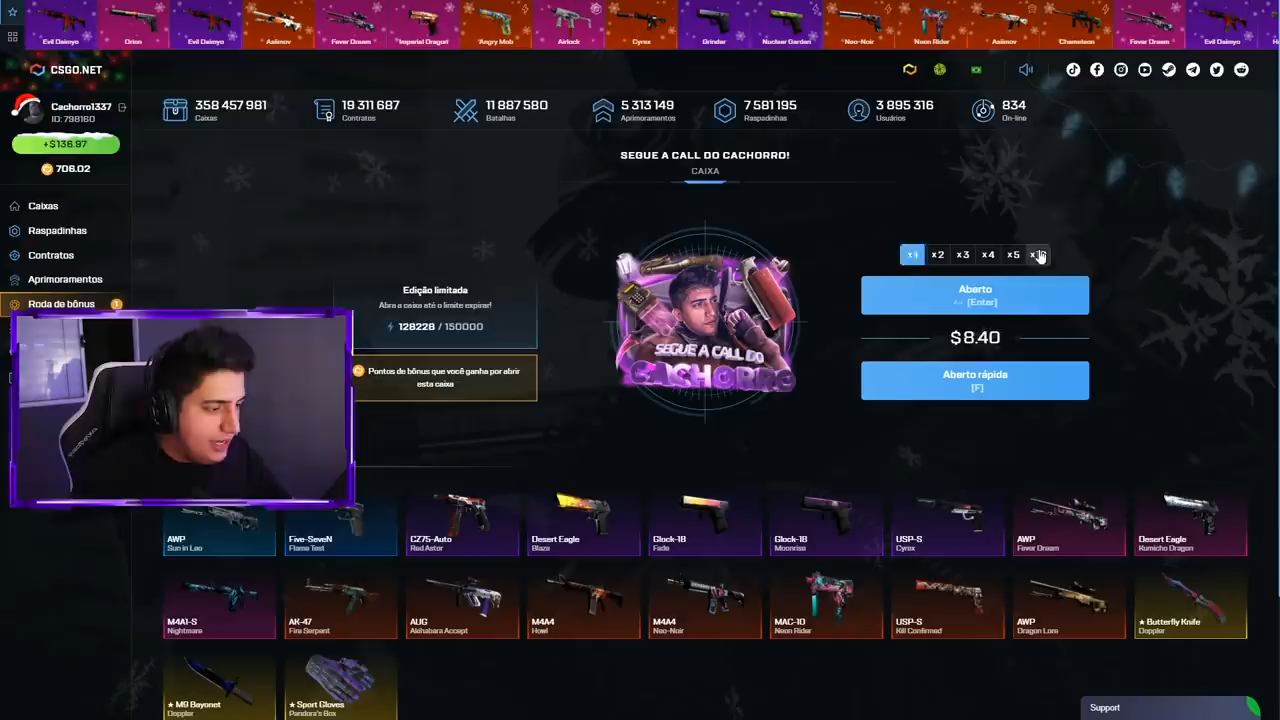 Evil Daimyo
Orion
Evil Daimyo
Asiimov
Fever Dream
Imperial Dragon
Angry Mob
Airlock
Cyrex
Grinder
Nuclear Garden
Neo-Noir
Neon Rider
Asiimov
Chameleon
Fever Dream
Evil Daimyo
CSGO.NET
Cachorro1337
ID: 798160
+$136.97
706.02
358 457 981
Caixas
19 311 687
Contratos
11 887 580
Batalhas
5 313 149
Aprimoramentos
7 581 195
Raspadinhas
3 895 316
Usuários
834
On-line
Caixas
Raspadinhas
Contratos
Aprimoramentos
Roda de bônus
1
SEGUE A CALL DO CACHORRO!
CAIXA
Edição limitada
Abra a caixa até o limite expirar!
128228 / 150000
Pontos de bônus que você ganha por abrir
esta caixa
SEGUE A CALL DO
CACHORRO
x1 x2 x3 x4 x5
Aberto
[Enter]
$8.40
Aberto rápida
[F]
AWP
Sun in Leo
Five-SeveN
Flame Test
CZ75-Auto
Red Astor
Desert Eagle
Blaze
Glock-18
Fade
Glock-18
Moonrise
USP-S
Cyrex
AWP
Fever Dream
Desert Eagle
Kumicho Dragon
M4A1-S
Nightmare
AK-47
Fire Serpent
AUG
Akihabara Accept
M4A4
Howl
M4A4
Neo-Noir
MAC-10
Neon Rider
USP-S
Kill Confirmed
AWP
Dragon Lore
★ Butterfly Knife
Doppler
★ M9 Bayonet
Doppler
★ Sport Gloves
Pandora's Box
Support